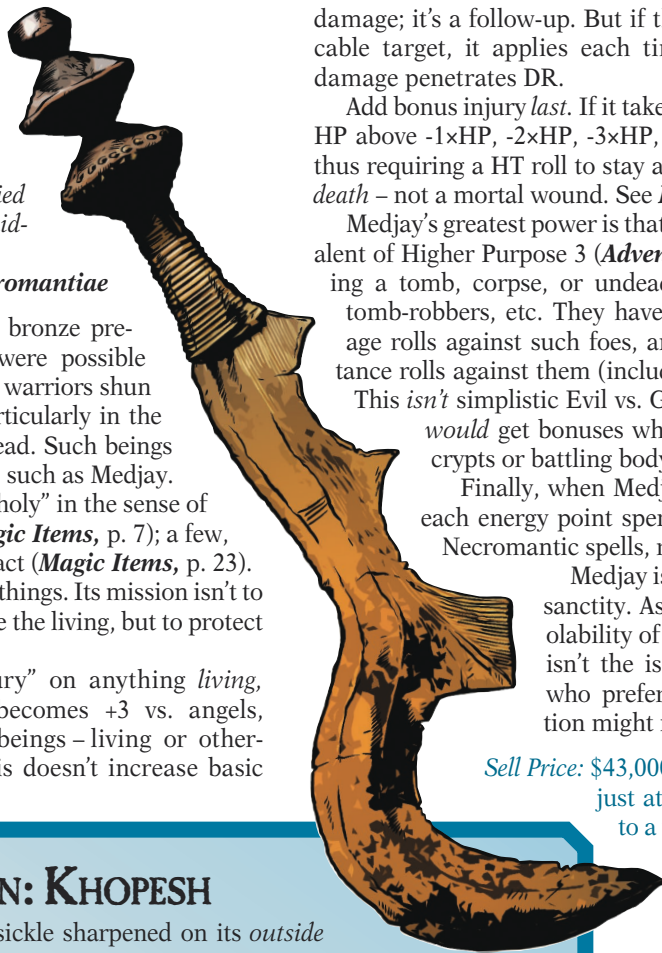 ied
id-
romantiae
bronze pre-
were possible
warriors shun
rticularly in the
ead. Such beings
such as Medjay.
holy” in the sense of
gic Items, p. 7); a few,
act (Magic Items, p. 23).
things. Its mission isn’t to
e the living, but to protect
ury” on anything living,
becomes +3 vs. angels,
beings – living or other-
is doesn’t increase basic
damage; it’s a follow-up. But if t
cable target, it applies each ti
damage penetrates DR.
Add bonus injury last. If it take
HP above -1×HP, -2×HP, -3×HP,
thus requiring a HT roll to stay a
death – not a mortal wound. See
Medjay’s greatest power is that
alent of Higher Purpose 3 (Adver
ing a tomb, corpse, or undea
tomb-robbers, etc. They have
age rolls against such foes, a
tance rolls against them (inclu
This isn’t simplistic Evil vs. G
would get bonuses wh
crypts or battling body
Finally, when Medj
each energy point spe
Necromantic spells, r
Medjay is
sanctity. As
olability of
isn’t the is
who prefer
tion might
Sell Price: $43,000
just at
to a
N: KHOPESH
sickle sharpened on its outside